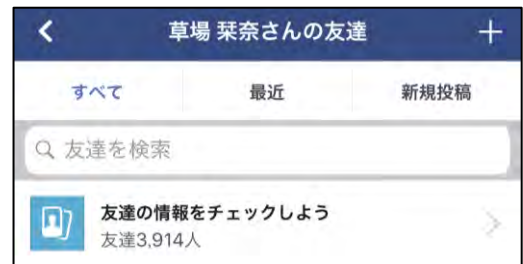 草場 栞奈さんの友達
すべて 最近 新規投稿
友達を検索
友達の情報をチェックしよう
友達3,914人